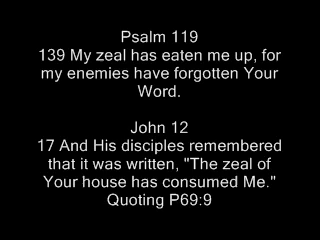 Psalm 119
139 My zeal has eaten me up, for
my enemies have forgotten Your
Word.
John 12
17 And His disciples remembered
that it was written, "The zeal of
Your house has consumed Me."
Quoting P69:9